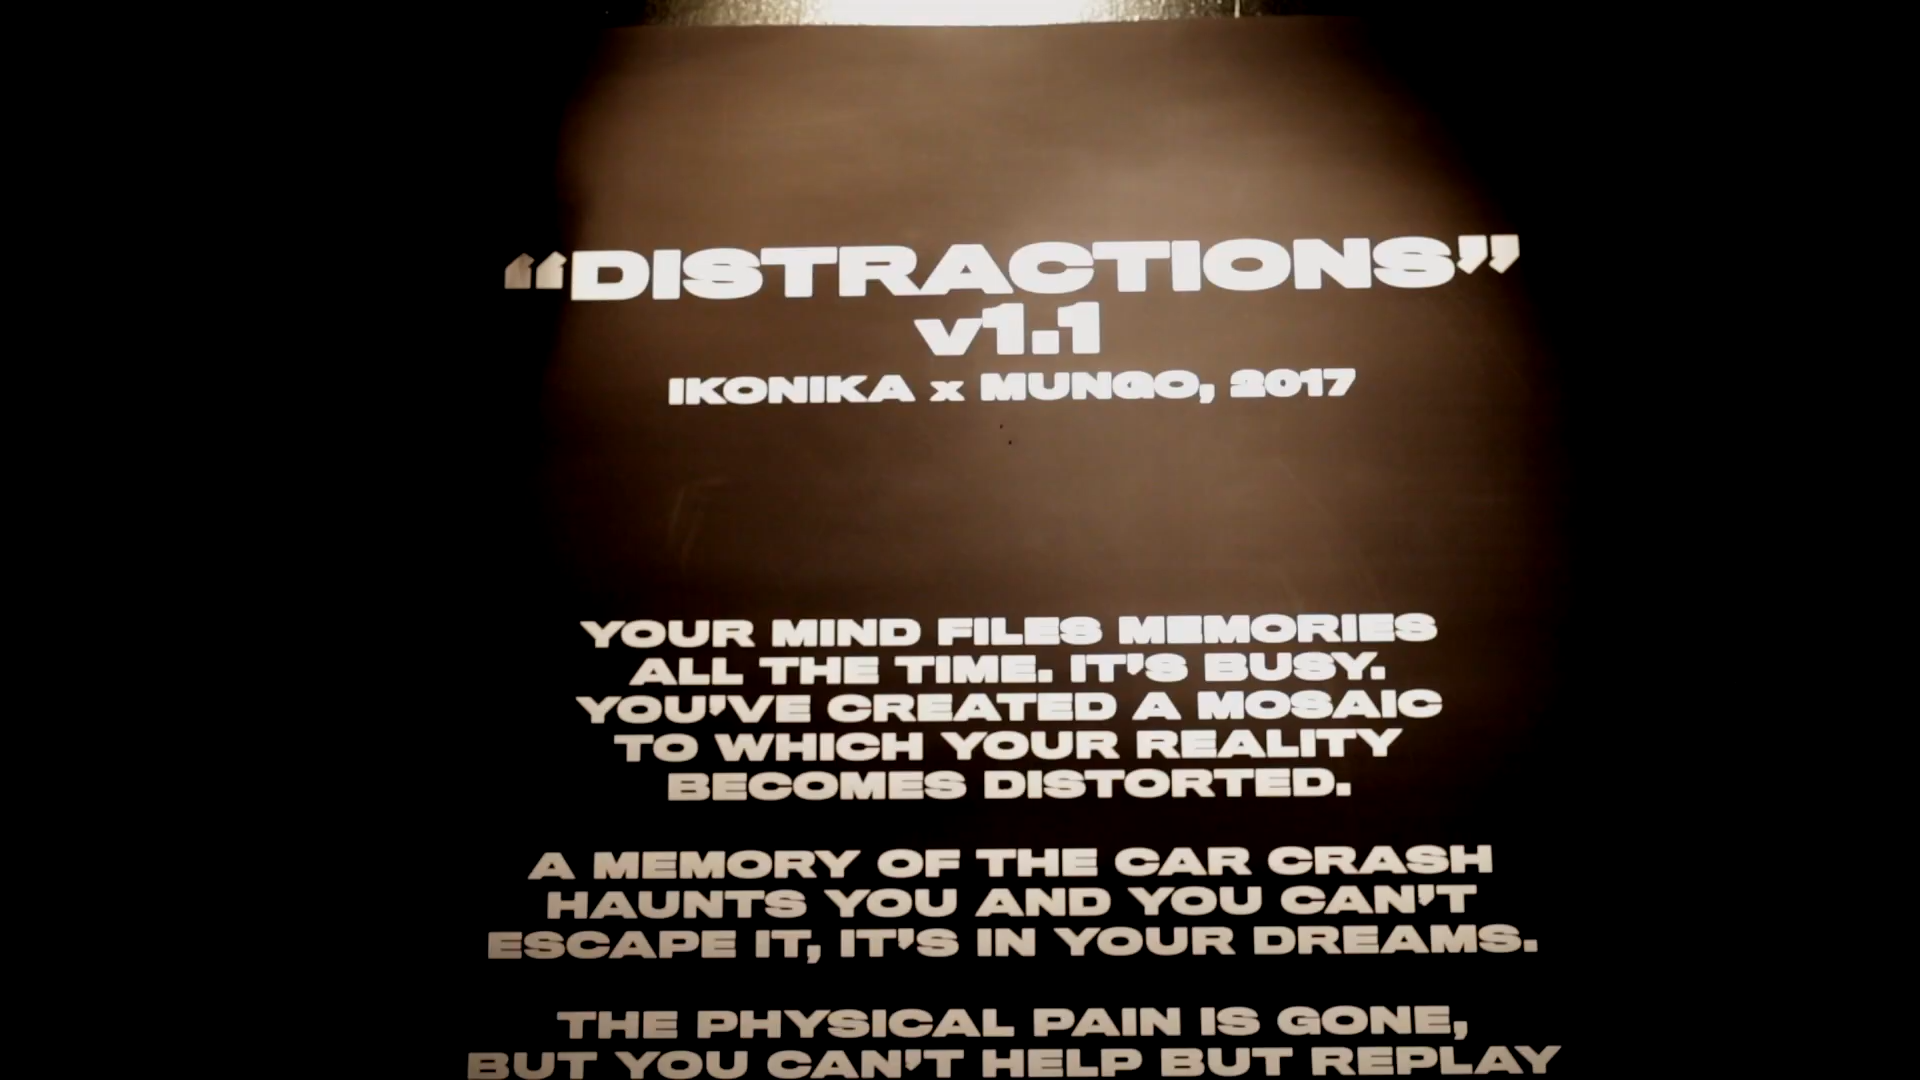 “DISTRACTIONS”
v1.1
IKONIKA x MUNGO, 2017
YOUR MIND FILES MEMORIES
ALL THE TIME. IT'S BUSY.
YOU'VE CREATED A MOSAIC
TO WHICH YOUR REALITY
BECOMES DISTORTED.
A MEMORY OF THE CAR CRASH
HAUNTS YOU AND YOU CAN'T
ESCAPE IT, IT'S IN YOUR DREAMS.
THE PHYSICAL PAIN IS GONE,
BUT YOU CAN'T HELP BUT REPLAY